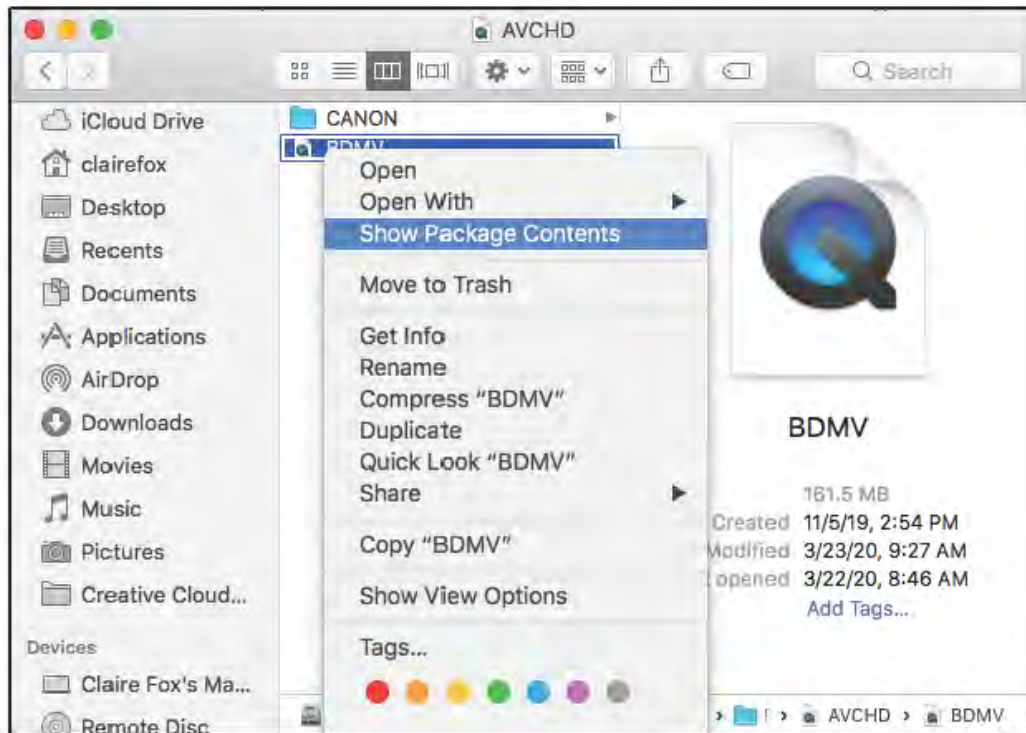 AVCHD
Search
iCloud Drive
clairefox
Desktop
Recents
Documents
Applications
AirDrop
Downloads
Movies
Music
Pictures
Creative Cloud...
Devices
Claire Fox's Ma...
Remote Disc
CANON
BDMV
Open
Open With
Show Package Contents
Move to Trash
Get Info
Rename
Compress “BDMV”
Duplicate
Quick Look “BDMV”
Share
Copy “BDMV”
Show View Options
Tags...
BDMV
161.5 MB
Created 11/5/19, 2:54 PM
Modified 3/23/20, 9:27 AM
opened 3/22/20, 8:46 AM
Add Tags...
AVCHD › BDMV